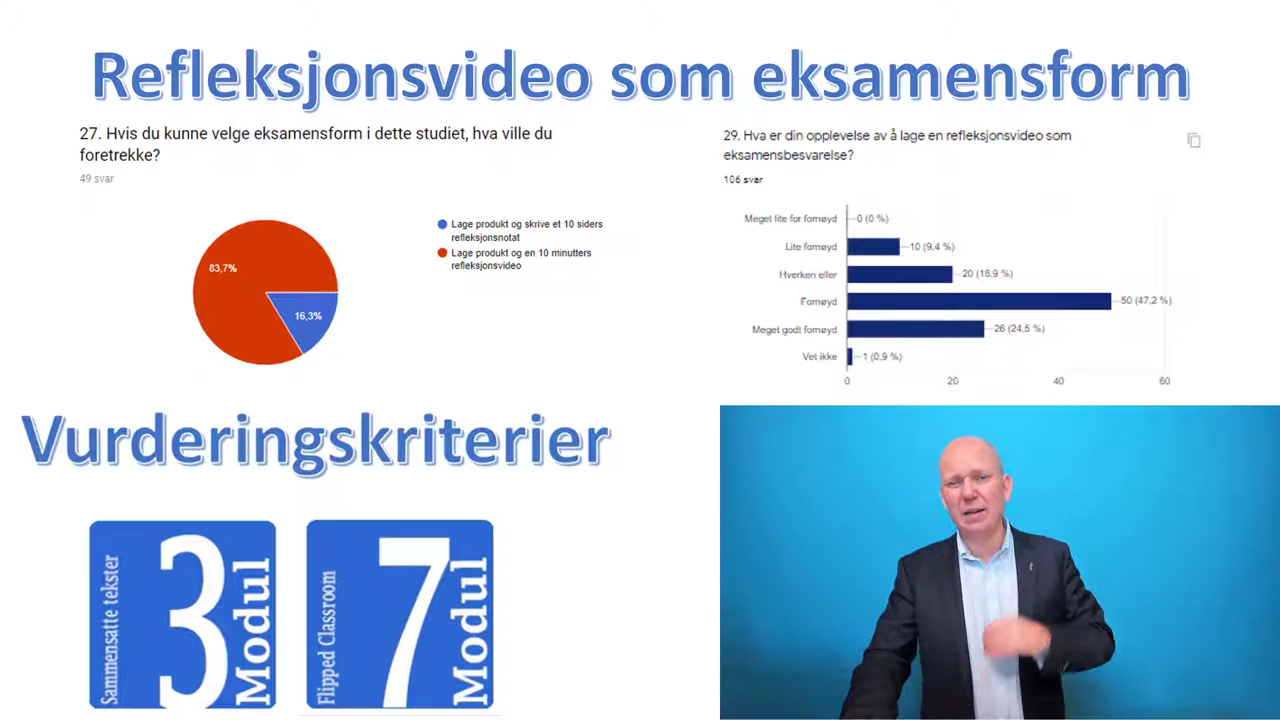 Refleksjonsvideo som eksamensform
27. Hvis du kunne velge eksamensform i dette studiet, hva ville du
foretrekke?
49 svar
83,7%
16,3%
Lage produkt og skrive et 10 siders
refleksjonsnotat
Lage produkt og en 10 minutters
refleksjonsvideo
29. Hva er din opplevelse av å lage en refleksjonsvideo som
eksamensbesvarelse?
106 svar
Meget lite for fornøyd
0 (0 %)
Lite fornøyd
10 (9,4 %)
Hverken eller
20 (18,9 %)
Fornøyd
50 (47,2 %)
Meget godt fornøyd
26 (24,5 %)
Vet ikke
1 (0,9 %)
0 20 40 60
Vurderingskriterier
Sammensatte tekster
3
Modul
Flipped Classroom
7
Modul